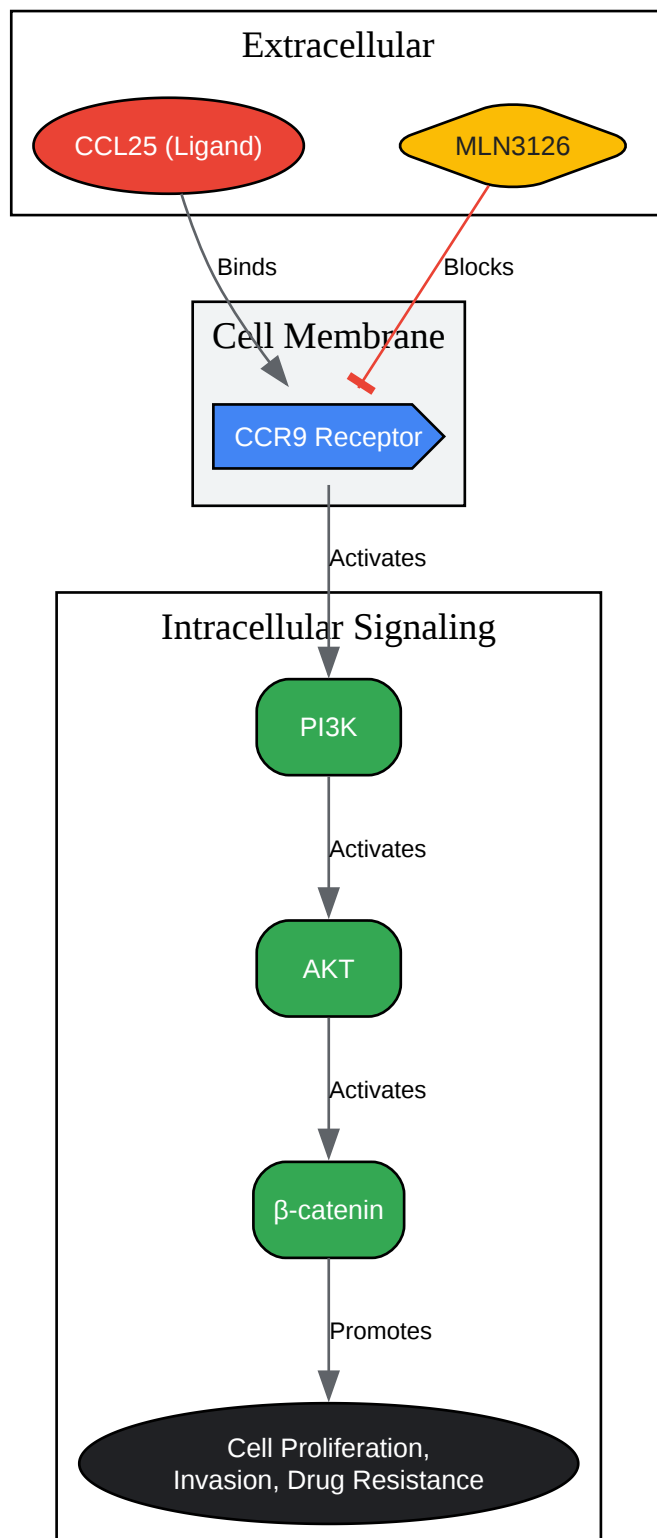 Extracellular
CCL25 (Ligand)
MLN3126
Binds
Blocks
Cell Membrane
CCR9 Receptor
Activates
Intracellular Signaling
PI3K
Activates
AKT
Activates
β-catenin
Promotes
Cell Proliferation,
Invasion, Drug Resistance